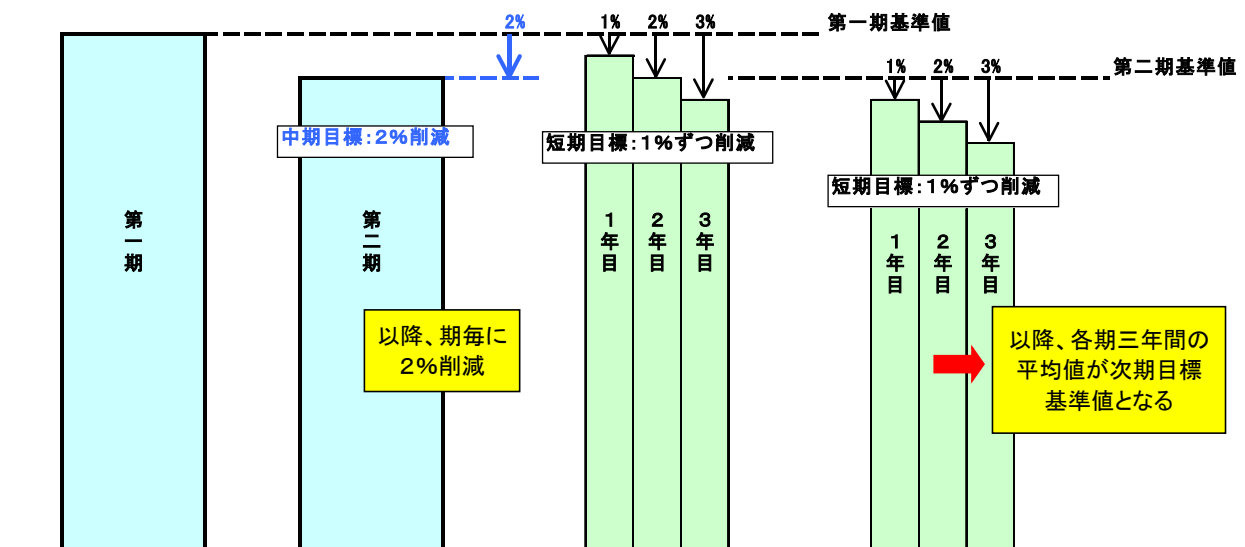 2%
1%
2%
3%
第一期基準値
1%
2%
3%
第二期基準値
中期目標:2%削減
短期目標:1%ずつ削減
短期目標:1%ずつ削減
第一期
第二期
1年目
2年目
3年目
1年目
2年目
3年目
以降、期毎に
2%削減
以降、各期三年間の
平均値が次期目標
基準値となる